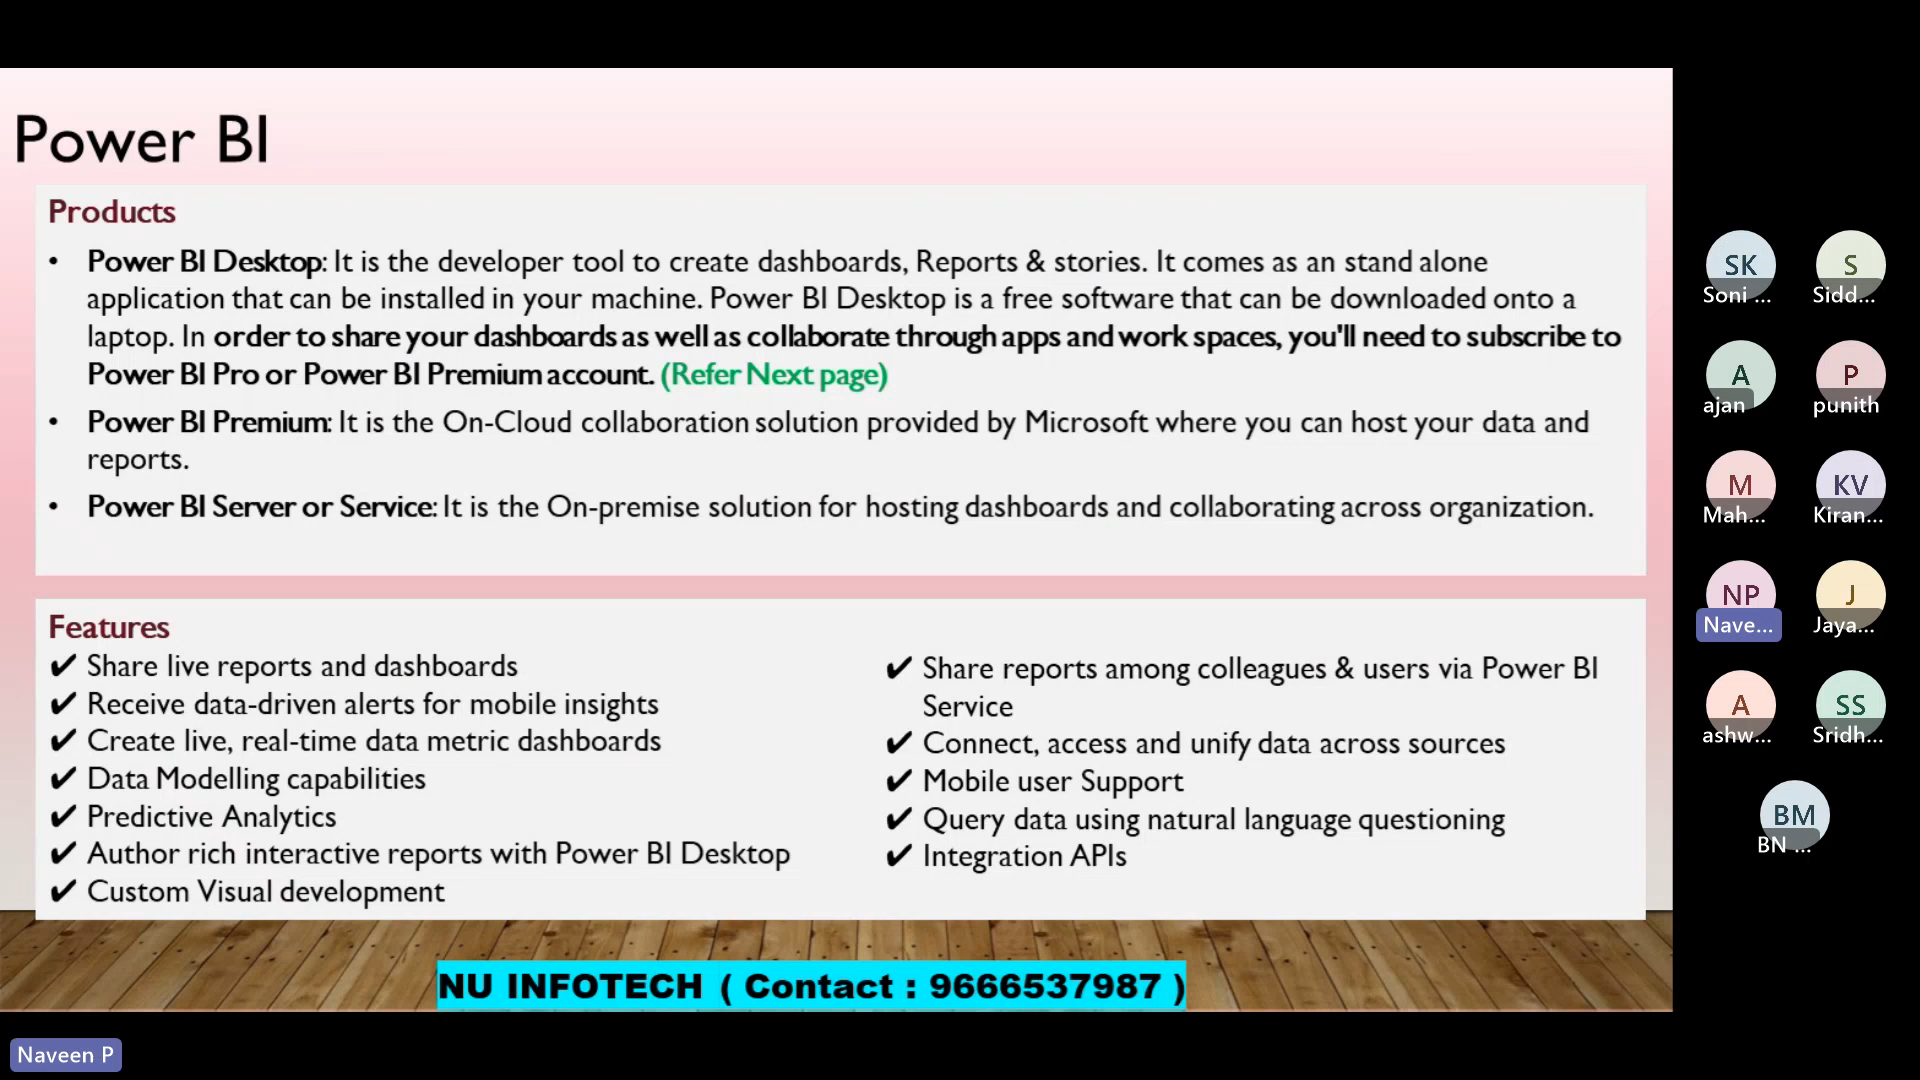 Power BI
Products
• Power BI Desktop: It is the developer tool to create dashboards, Reports & stories. It comes as an stand alone
application that can be installed in your machine. Power BI Desktop is a free software that can be downloaded onto a
laptop. In order to share your dashboards as well as collaborate through apps and work spaces, you'll need to subscribe to
Power BI Pro or Power BI Premium account. (Refer Next page)
• Power BI Premium: It is the On-Cloud collaboration solution provided by Microsoft where you can host your data and
reports.
• Power BI Server or Service: It is the On-premise solution for hosting dashboards and collaborating across organization.
Features
✔ Share live reports and dashboards
✔ Receive data-driven alerts for mobile insights
✔ Create live, real-time data metric dashboards
✔ Data Modelling capabilities
✔ Predictive Analytics
✔ Author rich interactive reports with Power BI Desktop
✔ Custom Visual development
✔ Share reports among colleagues & users via Power BI
Service
✔ Connect, access and unify data across sources
✔ Mobile user Support
✔ Query data using natural language questioning
✔ Integration APIs
NU INFOTECH ( Contact : 9666537987 )
SK
Soni ...
S
Sidd...
A
ajan
P
punith
M
Mah...
KV
Kiran...
NP
Nave...
J
Jaya...
A
ashw...
SS
Sridh...
BM
BN ...
Naveen P